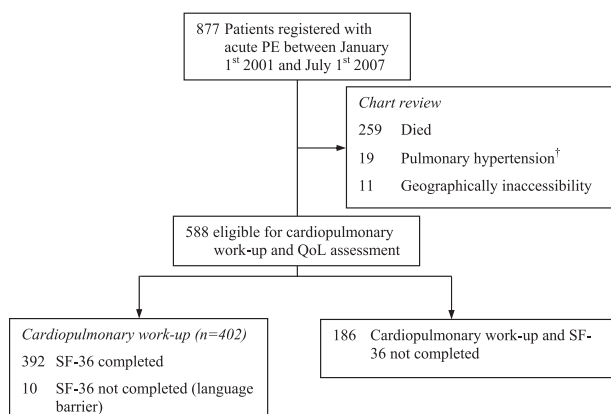 877 Patients registered with
acute PE between January
1st 2001 and July 1st 2007
Chart review
259 Died
19 Pulmonary hypertension†
11 Geographically inaccessibility
588 eligible for cardiopulmonary
work-up and QoL assessment
Cardiopulmonary work-up (n=402)
392 SF-36 completed
10 SF-36 not completed (language
barrier)
186 Cardiopulmonary work-up and SF-
36 not completed